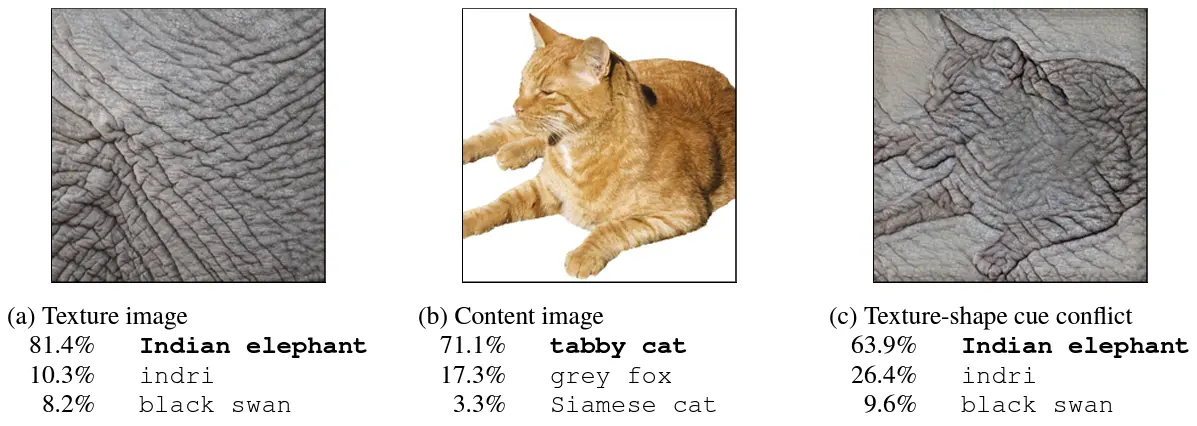 (a) Texture image
81.4% Indian elephant
10.3% indri
8.2% black swan
(b) Content image
71.1% tabby cat
17.3% grey fox
3.3% Siamese cat
(c) Texture-shape cue conflict
63.9% Indian elephant
26.4% indri
9.6% black swan